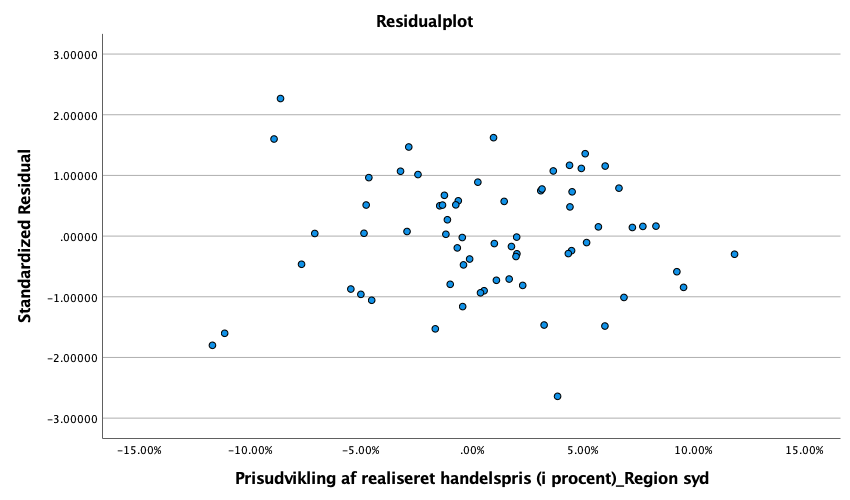 Residualplot
3.00000
2.00000
1.00000
.00000
-1.00000
-2.00000
-3.00000
Standardized Residual
-15.00% -10.00% -5.00% .00% 5.00% 10.00% 15.00%
Prisudvikling af realiseret handelspris (i procent)_Region syd